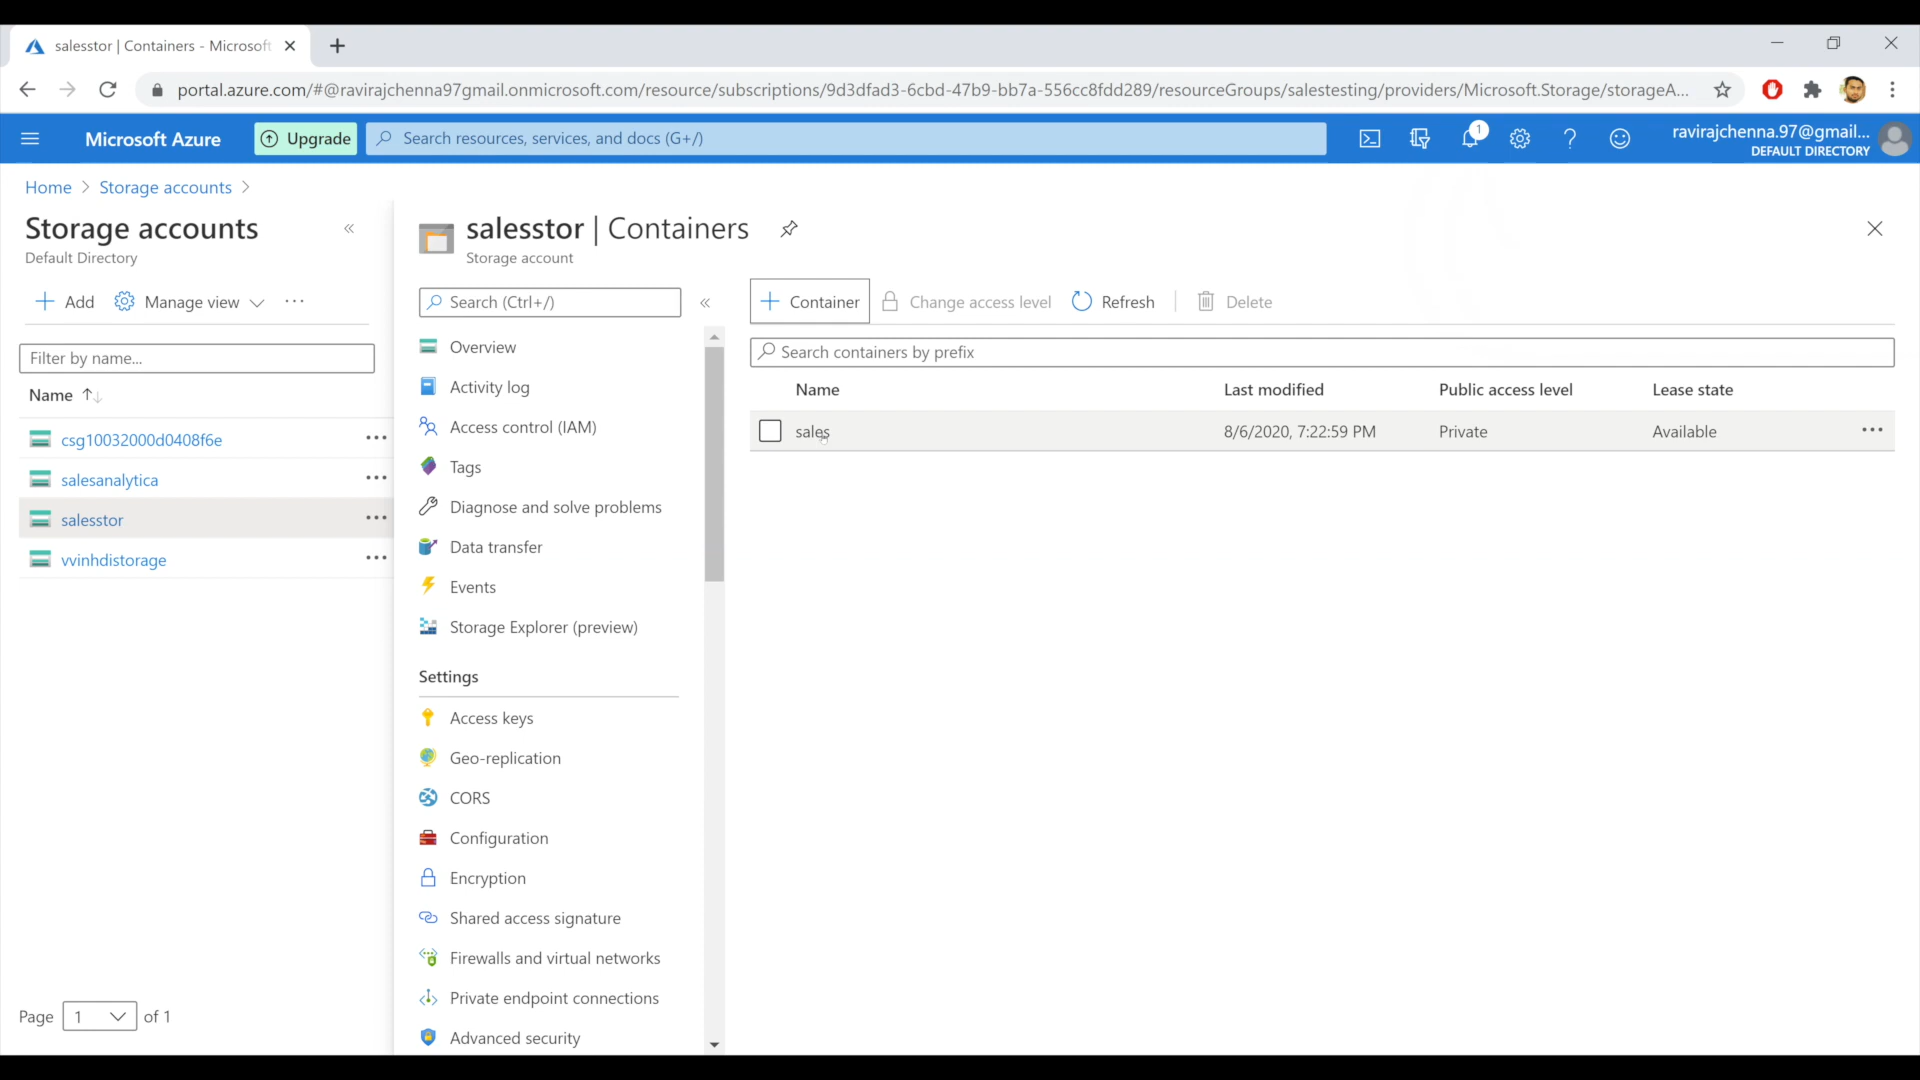 salesstor | Containers - Microsoft
portal.azure.com/#@ravirajchenna97gmail.onmicrosoft.com/resource/subscriptions/9d3dfad3-6cbd-47b9-bb7a-556cc8fdd289/resourceGroups/salestesting/providers/Microsoft.Storage/storageA...
Microsoft Azure
Upgrade
Search resources, services, and docs (G+/)
1
ravirajchenna.97@gmail...
DEFAULT DIRECTORY
Home > Storage accounts >
Storage accounts
Default Directory
Add
Manage view
...
Filter by name...
Name
csg10032000d0408f6e
salesanalytica
salesstor
vvinhdistorage
Page 1 of 1
salesstor | Containers
Storage account
Search (Ctrl+/)
Overview
Activity log
Access control (IAM)
Tags
Diagnose and solve problems
Data transfer
Events
Storage Explorer (preview)
Settings
Access keys
Geo-replication
CORS
Configuration
Encryption
Shared access signature
Firewalls and virtual networks
Private endpoint connections
Advanced security
Container
Change access level
Refresh
Delete
Search containers by prefix
Name Last modified Public access level Lease state
sales 8/6/2020, 7:22:59 PM Private Available